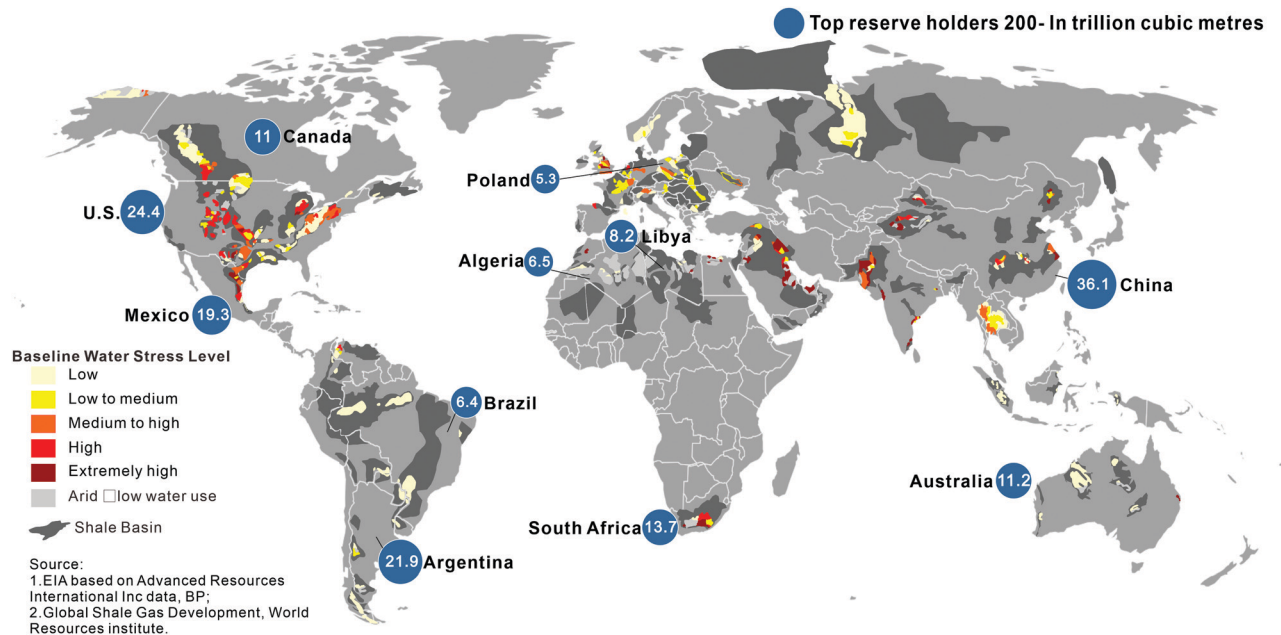 Top reserve holders 200- In trillion cubic metres
11 Canada
U.S. 24.4
Mexico 19.3
Poland 5.3
8.2 Libya
Algeria 6.5
36.1 China
6.4 Brazil
Australia 11.2
South Africa 13.7
21.9 Argentina
Baseline Water Stress Level
Low
Low to medium
Medium to high
High
Extremely high
Arid □low water use
Shale Basin
Source:
1.EIA based on Advanced Resources
International Inc data, BP;
2.Global Shale Gas Development, World
Resources institute.